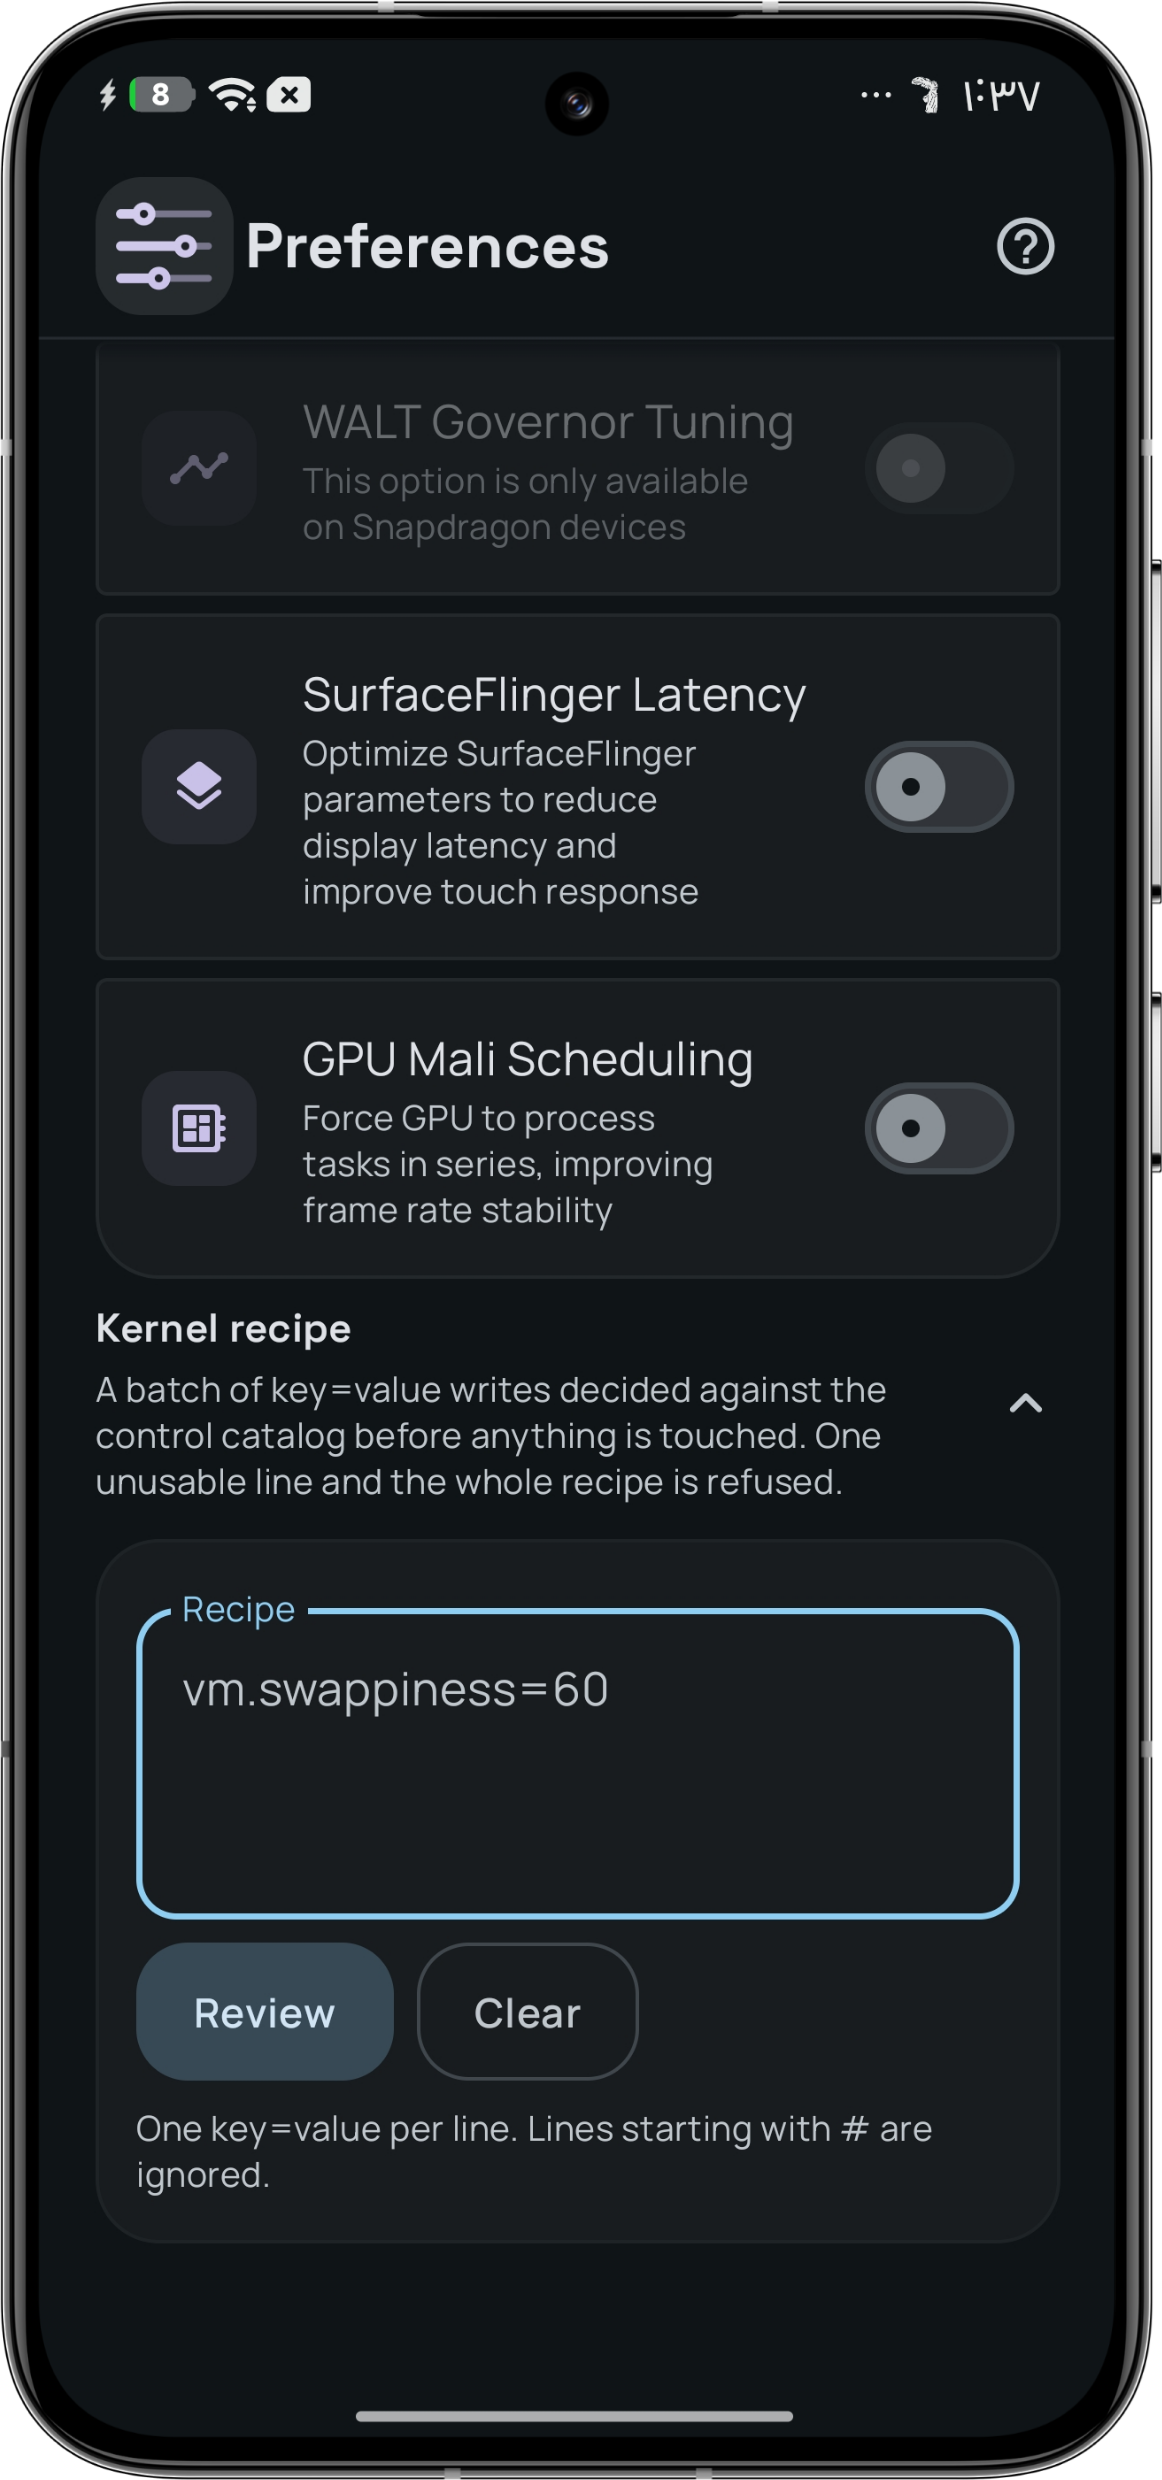 8
١:٣٧
Preferences
WALT Governor Tuning
This option is only available
on Snapdragon devices
SurfaceFlinger Latency
Optimize SurfaceFlinger
parameters to reduce
display latency and
improve touch response
GPU Mali Scheduling
Force GPU to process
tasks in series, improving
frame rate stability
Kernel recipe
A batch of key=value writes decided against the
control catalog before anything is touched. One
unusable line and the whole recipe is refused.
Recipe
vm.swappiness=60
Review
Clear
One key=value per line. Lines starting with # are
ignored.